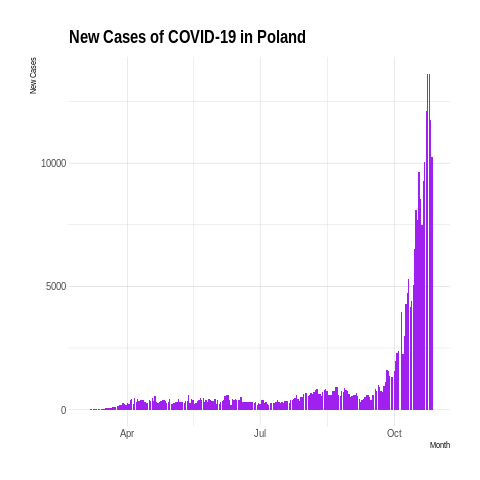 New Cases of COVID-19 in Poland
New Cases
10000
5000
0
Apr Jul Oct
Month